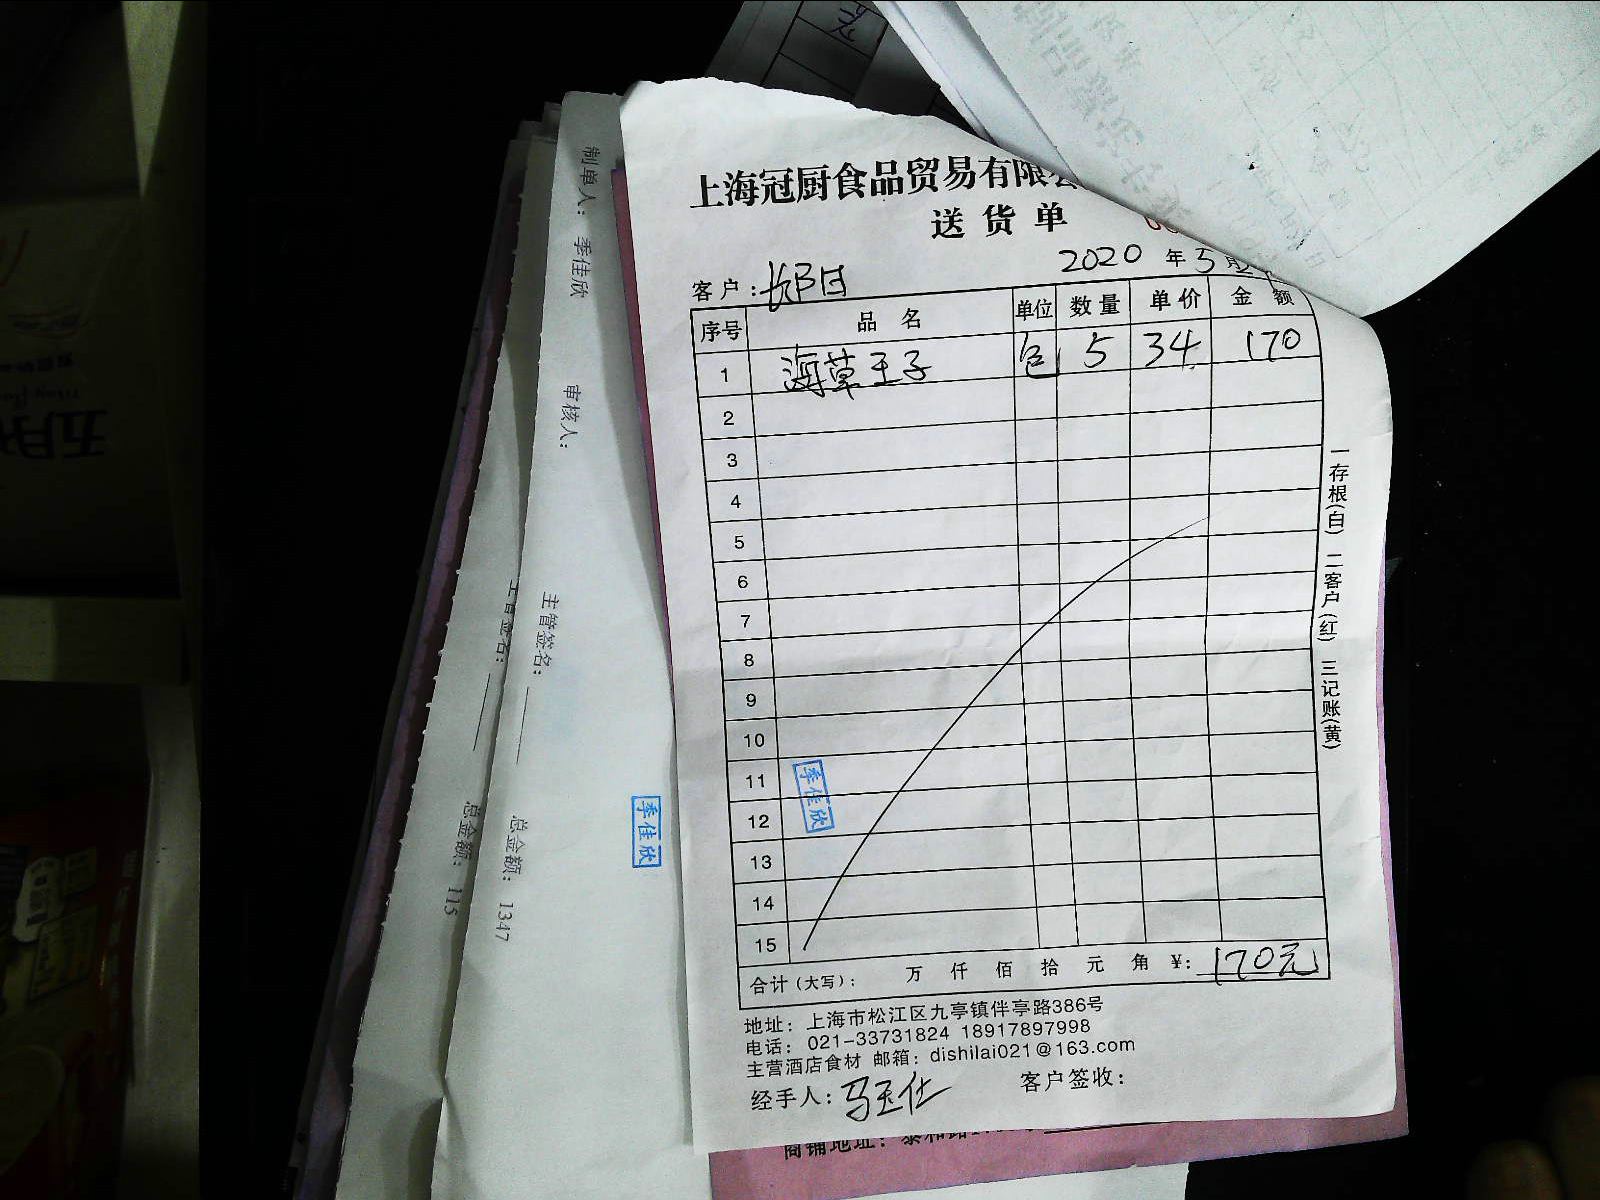 上海冠厨食品贸易有限
送货单
2020 年 5 月
客户:
序号 品名 单位 数量 单价 金额
1 海草王子 包 5 34 170
2
3
4
5
6
7
8
9
10
11
12
13
14
15
季佳欣
合计(大写): 万 仟 佰 拾 元 角 ¥: 170元
地址: 上海市松江区九亭镇伴亭路386号
电话: 021-33731824 18917897998
主营酒店食材 邮箱: dishilai021@163.com
经手人: 马玉仕 客户签收:
一存根(白) 二客户(红) 三记账(黄)
制单人: 季佳欣 审核人:
主管签名: 总金额: 1347
季佳欣
主管签名: 总金额: 115
商铺地址: